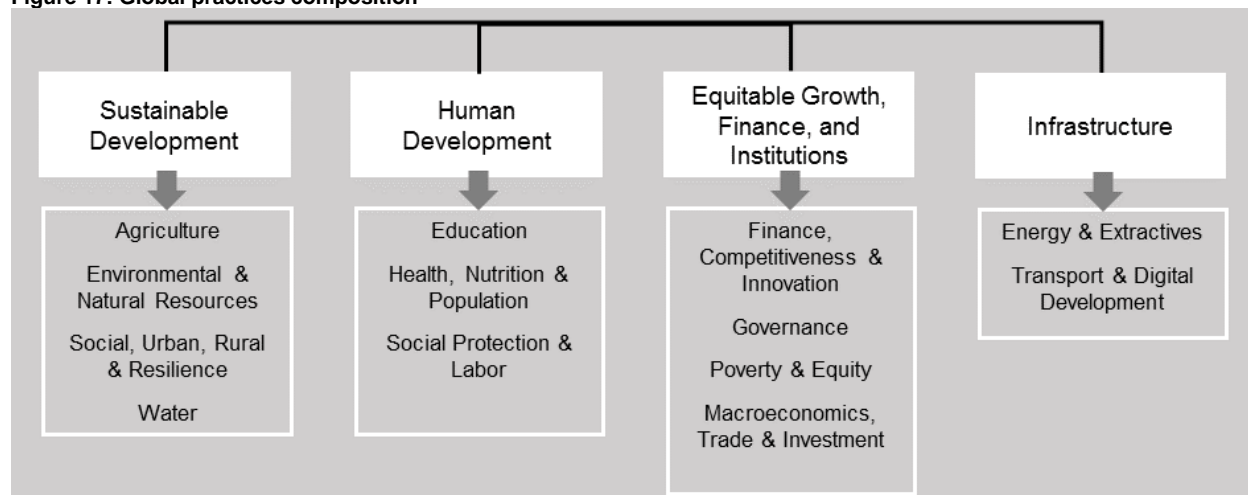 Figure 17: Global practices composition
Sustainable
Development
Human
Development
Equitable Growth,
Finance, and
Institutions
Infrastructure
Agriculture
Environmental &
Natural Resources
Social, Urban, Rural
& Resilience
Water
Education
Health, Nutrition &
Population
Social Protection &
Labor
Finance,
Competitiveness &
Innovation
Governance
Poverty & Equity
Macroeconomics,
Trade & Investment
Energy & Extractives
Transport & Digital
Development